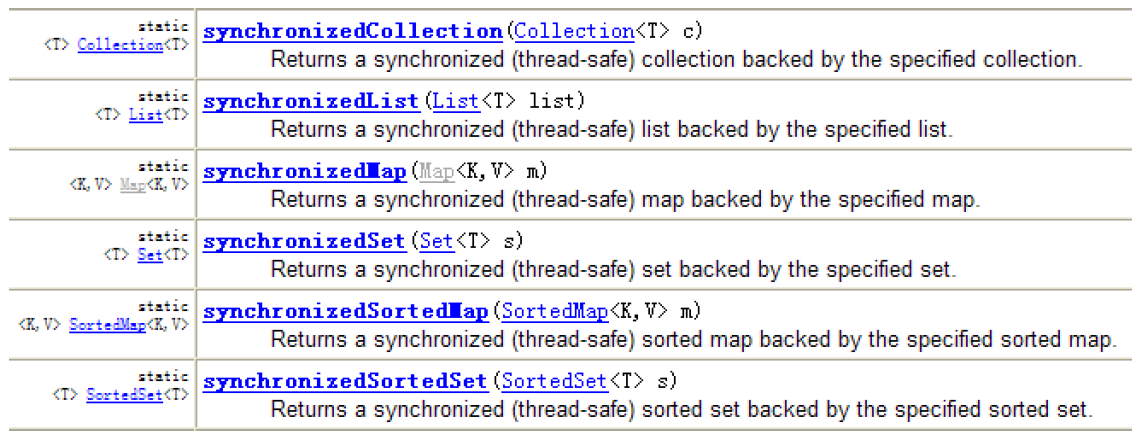 static
<T> Collection<T>
synchronizedCollection(Collection<T> c)
Returns a synchronized (thread-safe) collection backed by the specified collection.
static
<T> List<T>
synchronizedList(List<T> list)
Returns a synchronized (thread-safe) list backed by the specified list.
static
<K,V> Map<K,V>
synchronizedMap(Map<K,V> m)
Returns a synchronized (thread-safe) map backed by the specified map.
static
<T> Set<T>
synchronizedSet(Set<T> s)
Returns a synchronized (thread-safe) set backed by the specified set.
static
<K,V> SortedMap<K,V>
synchronizedSortedMap(SortedMap<K,V> m)
Returns a synchronized (thread-safe) sorted map backed by the specified sorted map.
static
<T> SortedSet<T>
synchronizedSortedSet(SortedSet<T> s)
Returns a synchronized (thread-safe) sorted set backed by the specified sorted set.